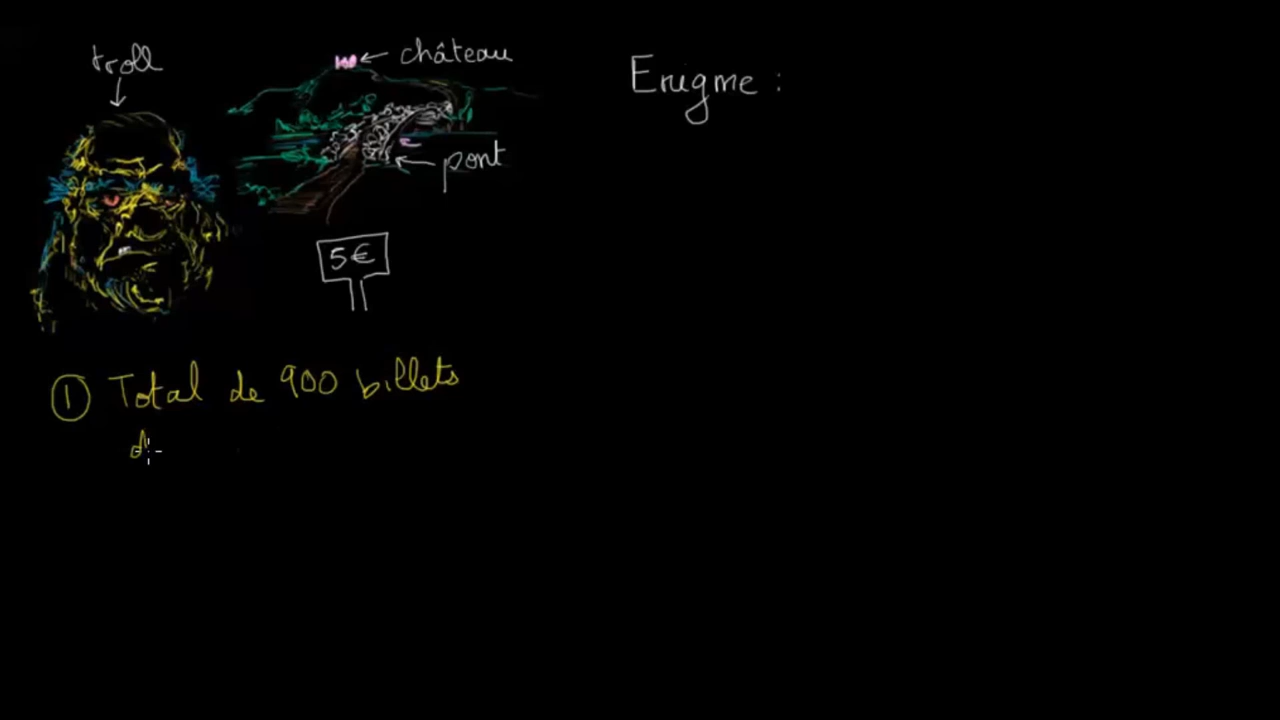 troll
château
Enigme :
pont
5€
① Total de 900 billets
d